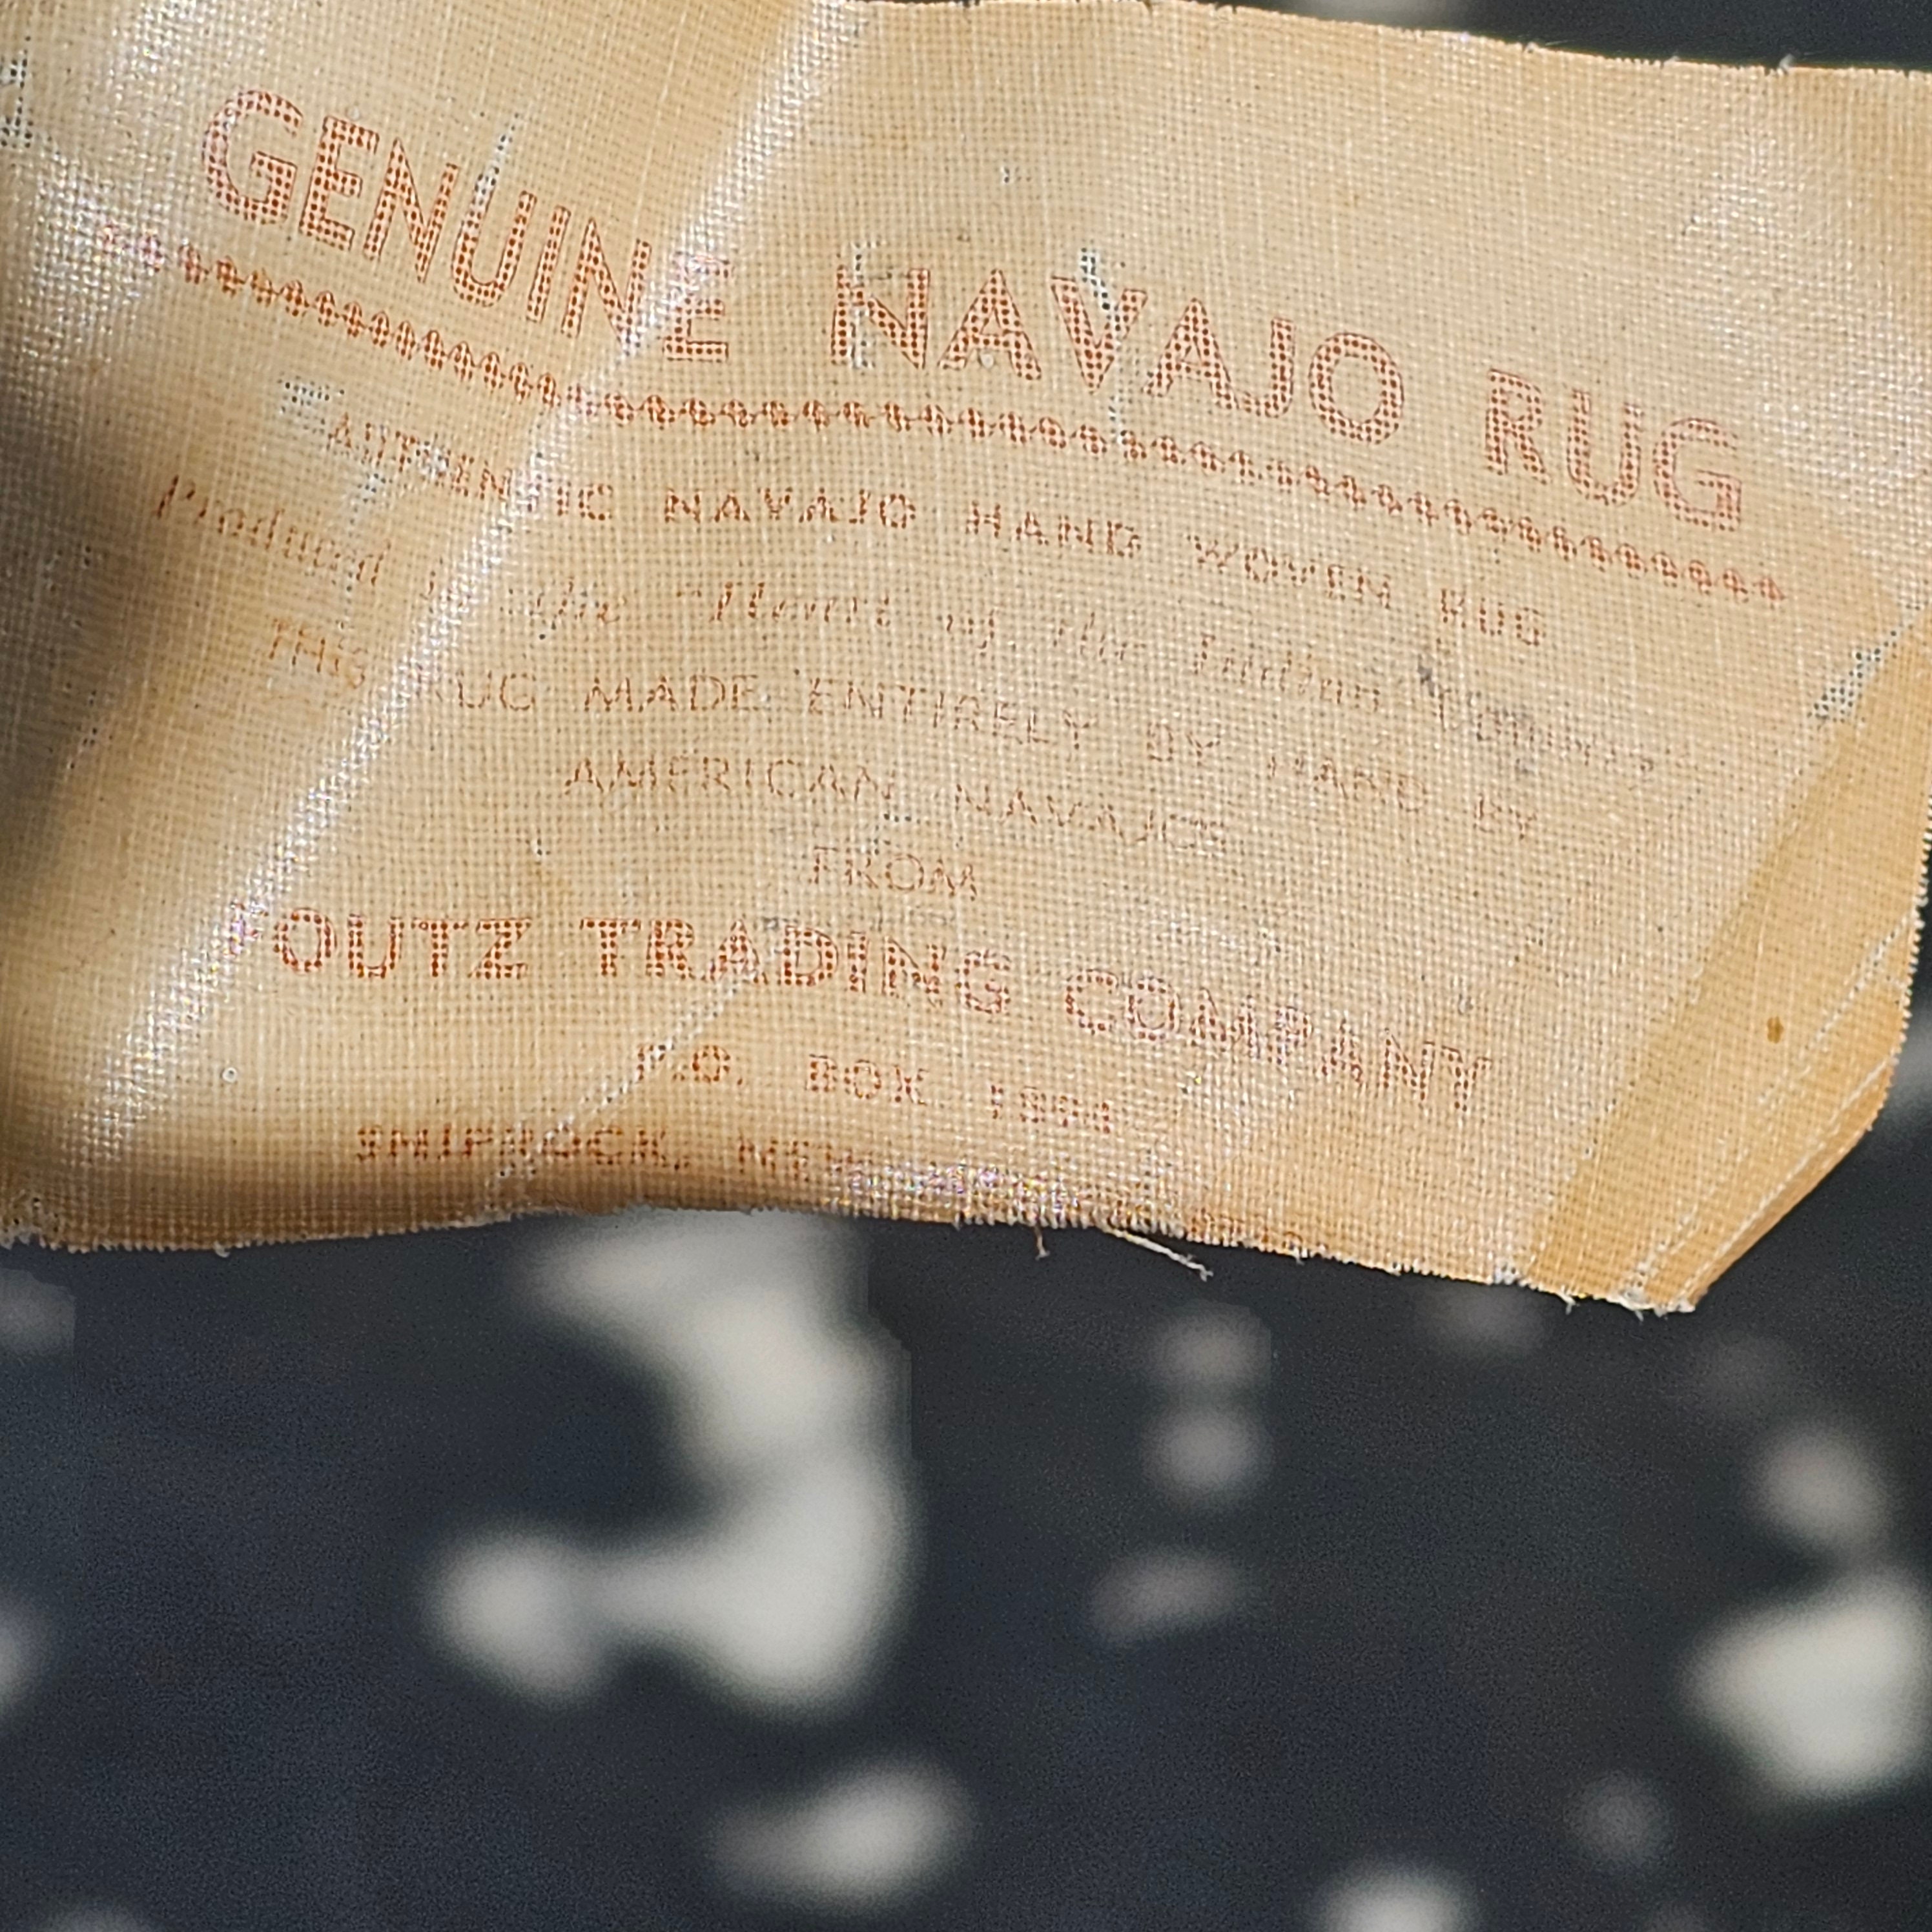 GENUINE NAVAJO RUG
AUTHENTIC NAVAJO HAND WOVEN RUG
Produced in the "Heart of the Indian Country"
THIS RUG MADE ENTIRELY BY HAND BY
AMERICAN NAVAJOS
FROM
FOUTZ TRADING COMPANY
P.O. BOX
SHIPROCK, NEW